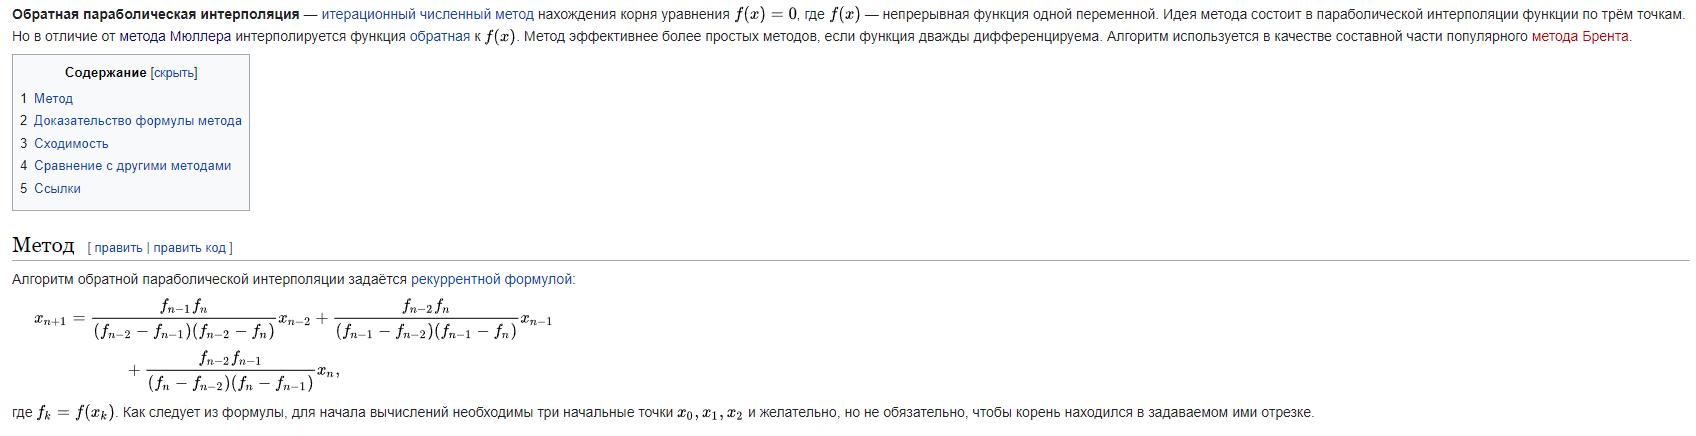 Обратная параболическая интерполяция — итерационный численный метод нахождения корня уравнения f(x) = 0, где f(x) — непрерывная функция одной переменной. Идея метода состоит в параболической интерполяции функции по трём точкам.
Но в отличие от метода Мюллера интерполируется функция обратная к f(x). Метод эффективнее более простых методов, если функция дважды дифференцируема. Алгоритм используется в качестве составной части популярного метода Брента.
Содержание [скрыть]
1 Метод
2 Доказательство формулы метода
3 Сходимость
4 Сравнение с другими методами
5 Ссылки
Метод [ править | править код ]
Алгоритм обратной параболической интерполяции задаётся рекуррентной формулой:
x_{n+1} = \frac{f_{n-1}f_n}{(f_{n-2} - f_{n-1})(f_{n-2} - f_n)} x_{n-2} + \frac{f_{n-2}f_n}{(f_{n-1} - f_{n-2})(f_{n-1} - f_n)} x_{n-1}
+ \frac{f_{n-2}f_{n-1}}{(f_n - f_{n-2})(f_n - f_{n-1})} x_n,
где f_k = f(x_k). Как следует из формулы, для начала вычислений необходимы три начальные точки x_0, x_1, x_2 и желательно, но не обязательно, чтобы корень находился в задаваемом ими отрезке.